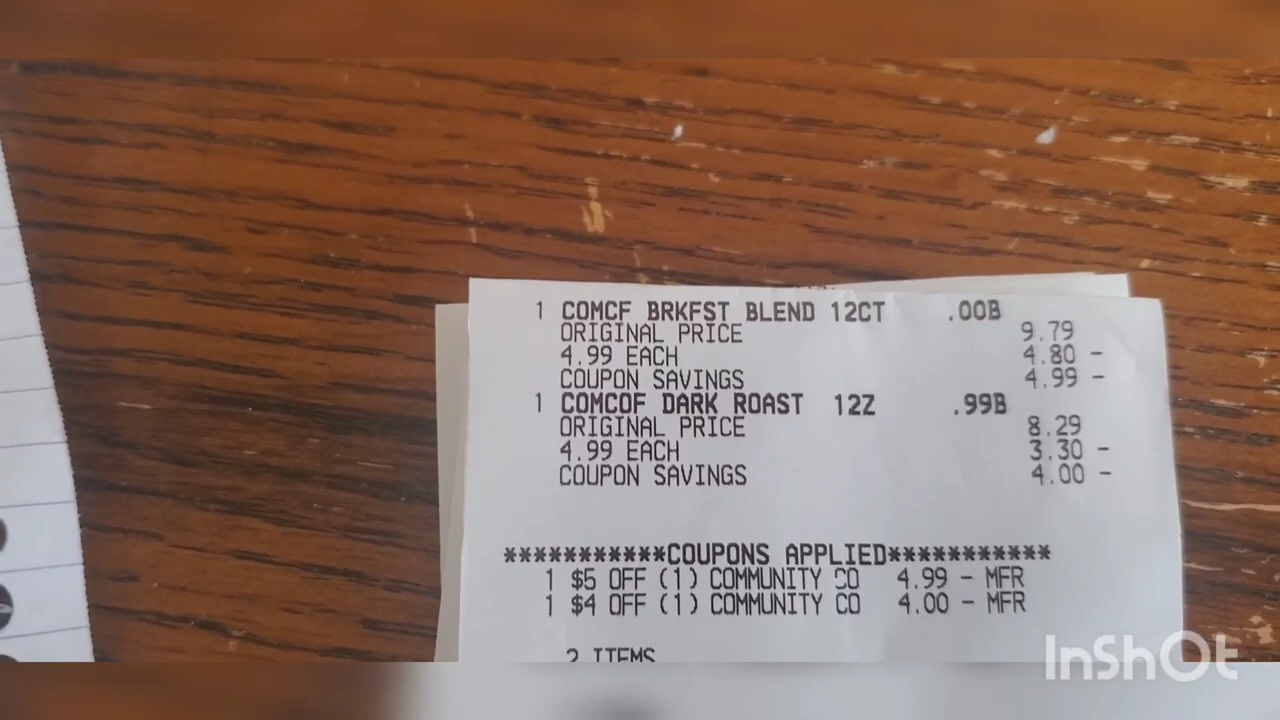 1 COMCF BRKFST BLEND 12CT .00B
ORIGINAL PRICE 9.79
4.99 EACH 4.80 -
COUPON SAVINGS 4.99 -
1 COMCOF DARK ROAST 12Z .99B
ORIGINAL PRICE 8.29
4.99 EACH 3.30 -
COUPON SAVINGS 4.00 -
***********COUPONS APPLIED***********
1 $5 OFF (1) COMMUNITY CO 4.99 - MFR
1 $4 OFF (1) COMMUNITY CO 4.00 - MFR
2 ITEMS
InShOt